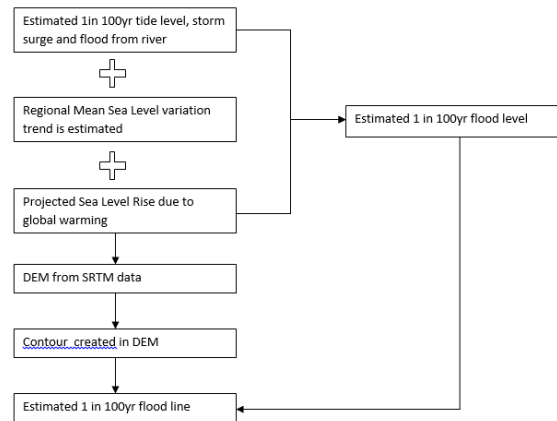 Estimated 1in 100yr tide level, storm
surge and flood from river
Regional Mean Sea Level variation
trend is estimated
Estimated 1 in 100yr flood level
Projected Sea Level Rise due to
global warming
DEM from SRTM data
Contour created in DEM
Estimated 1 in 100yr flood line